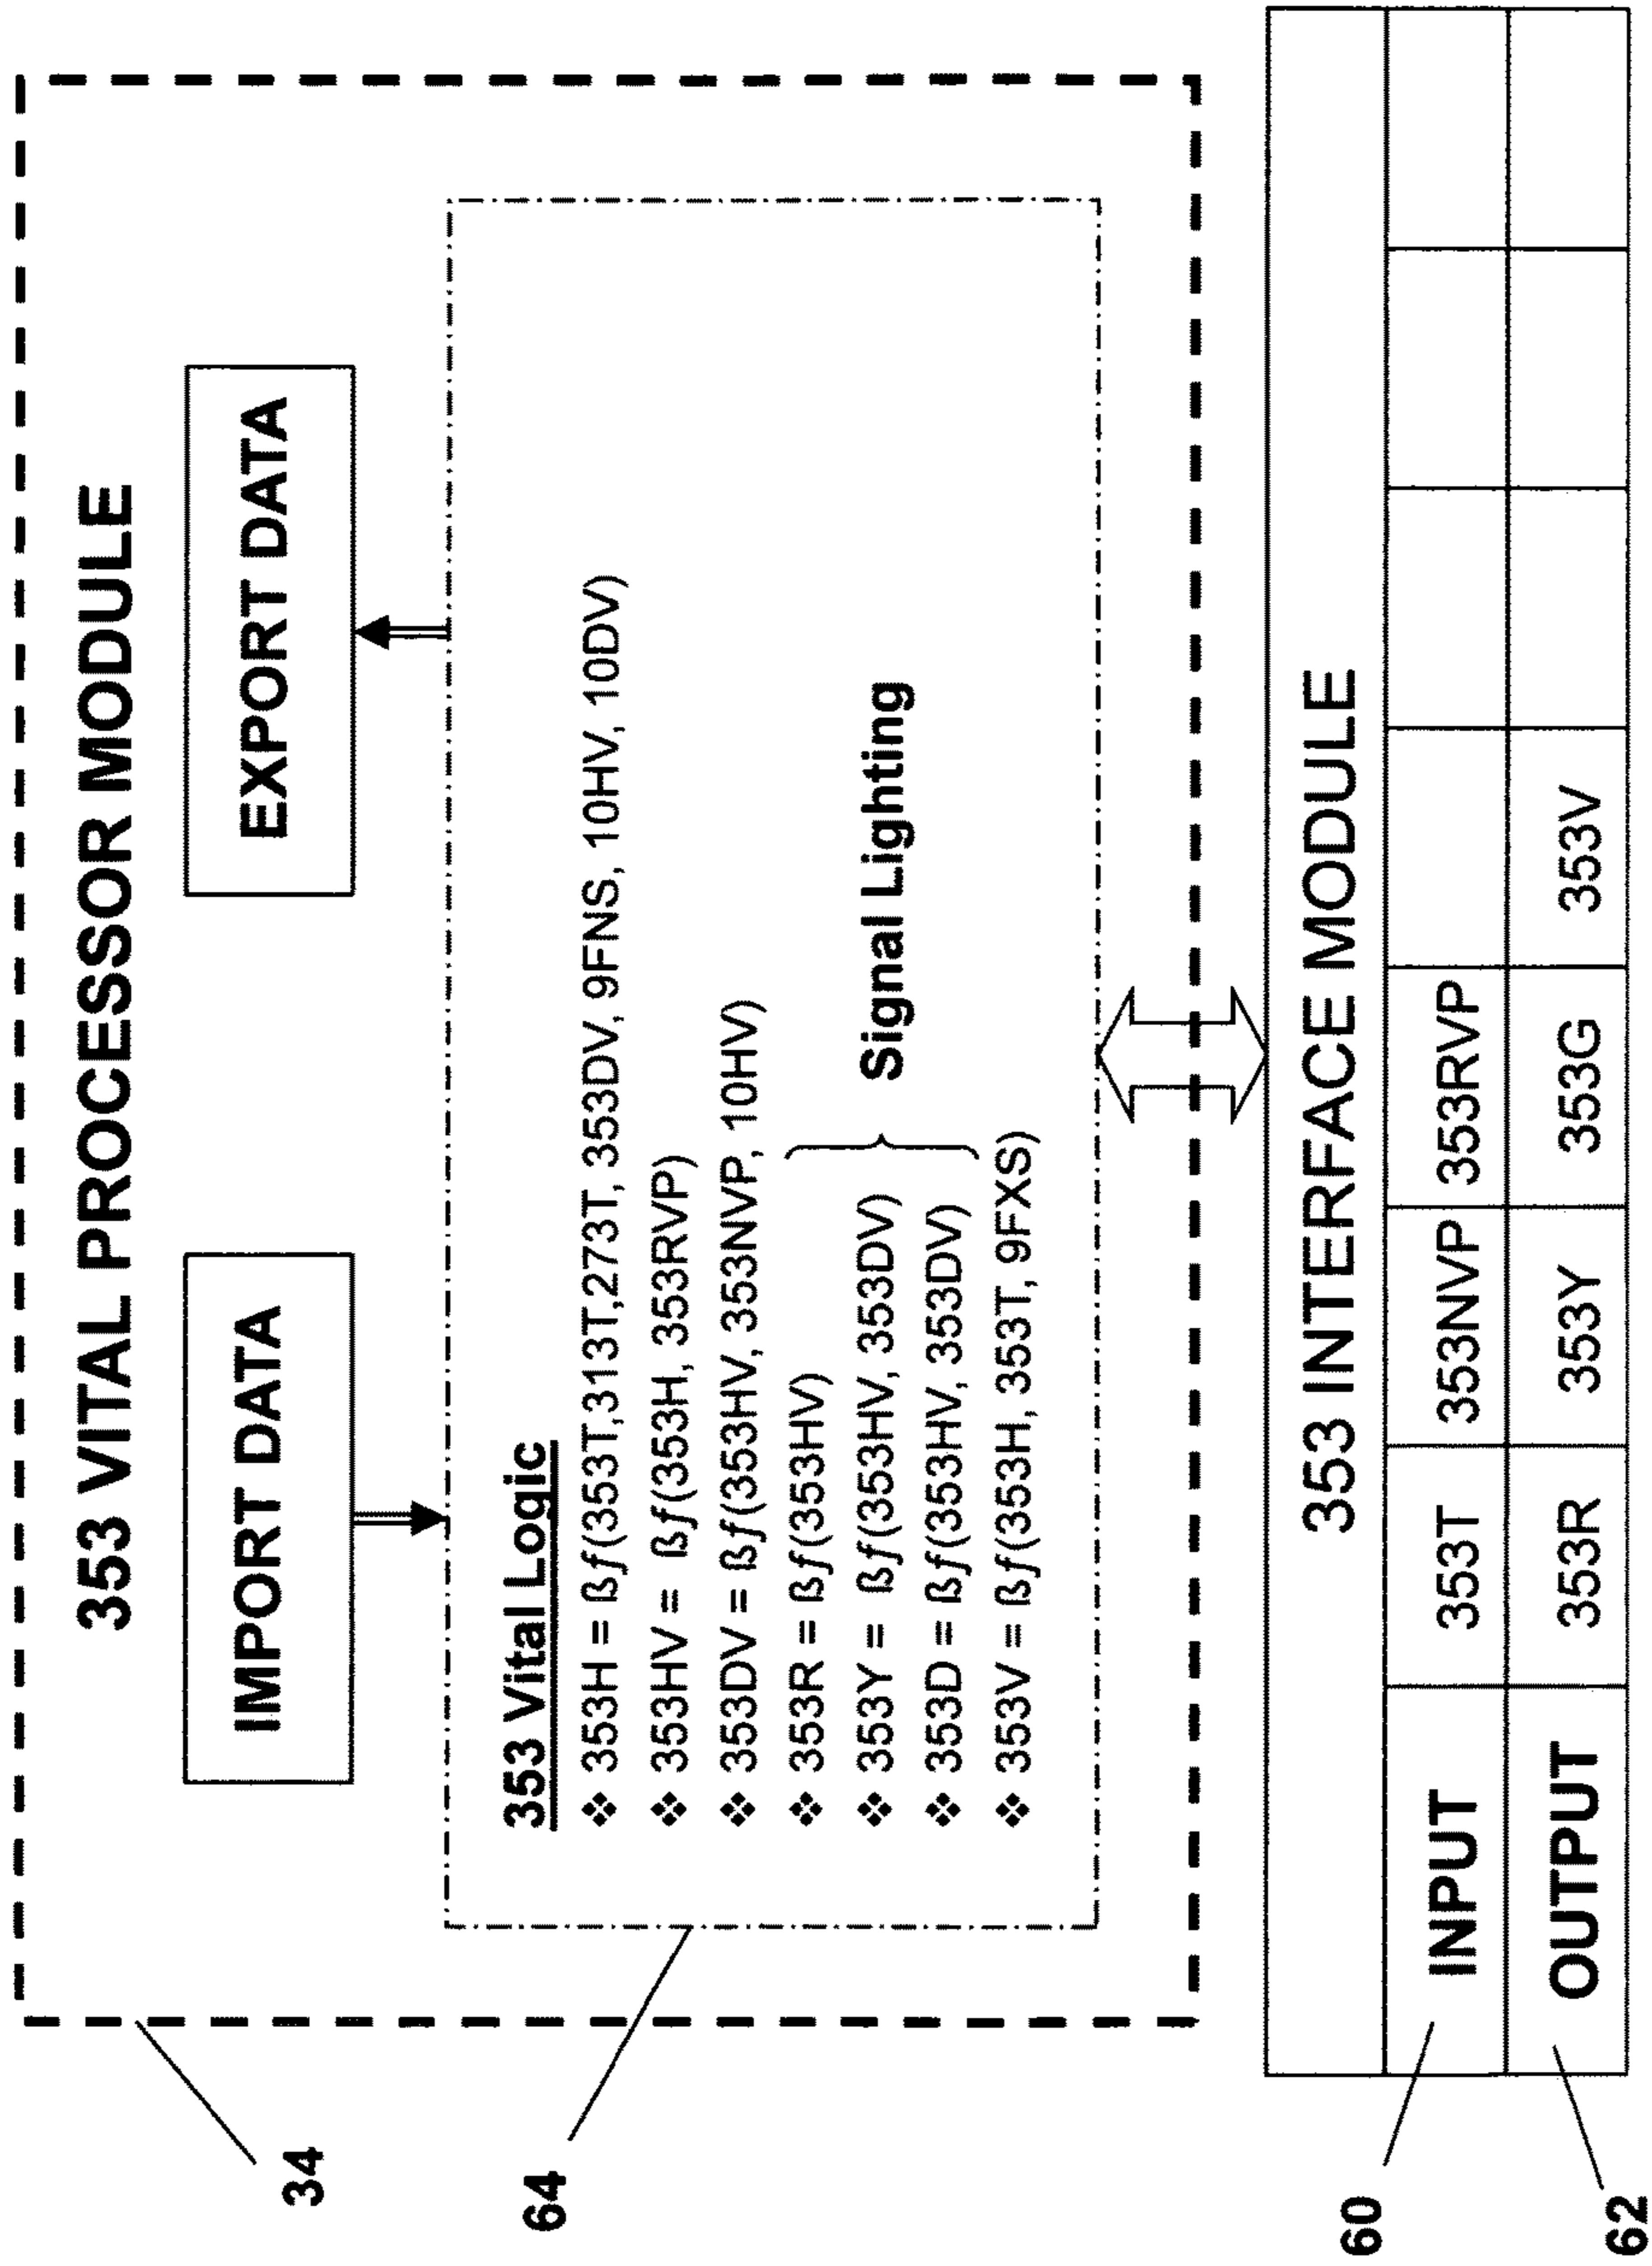 353 VITAL PROCESSOR MODULE
IMPORT DATA
EXPORT DATA
353 Vital Logic
❖ 353H = ßf(353T,313T,273T, 353DV, 9FNS, 10HV, 10DV)
❖ 353HV = ßf(353H, 353RVP)
❖ 353DV = ßf(353HV, 353NVP, 10HV)
❖ 353R = ßf(353HV)
❖ 353Y = ßf(353HV, 353DV)
❖ 353D = ßf(353HV, 353DV)
❖ 353V = ßf(353H, 353T, 9FXS)
Signal Lighting
34
64
353 INTERFACE MODULE
INPUT 353T 353NVP 353RVP
OUTPUT 353R 353Y 353G 353V
60
62